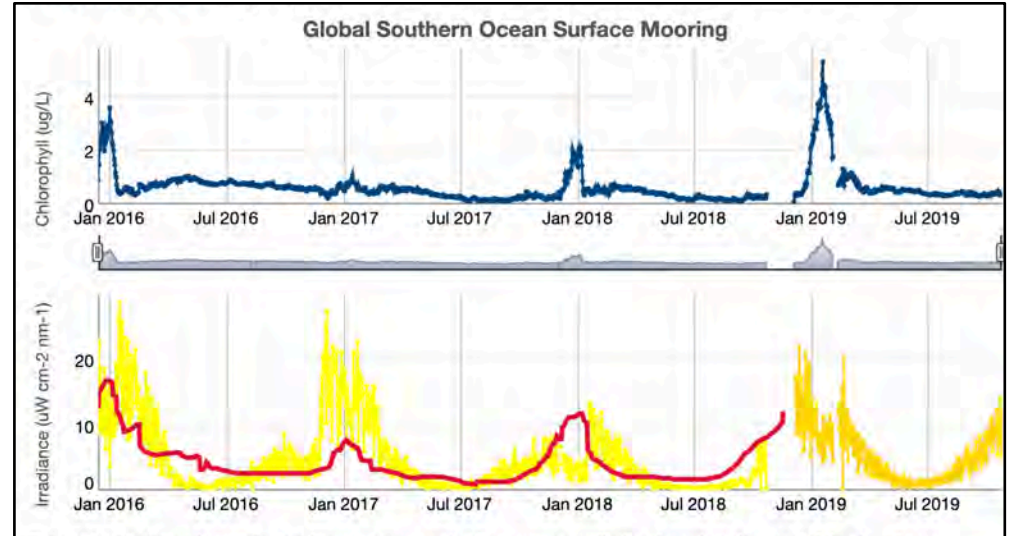 Global Southern Ocean Surface Mooring
Chlorophyll (ug/L)
4
2
0
Jan 2016 Jul 2016 Jan 2017 Jul 2017 Jan 2018 Jul 2018 Jan 2019 Jul 2019
Irradiance (uW cm-2 nm-1)
20
10
0
Jan 2016 Jul 2016 Jan 2017 Jul 2017 Jan 2018 Jul 2018 Jan 2019 Jul 2019